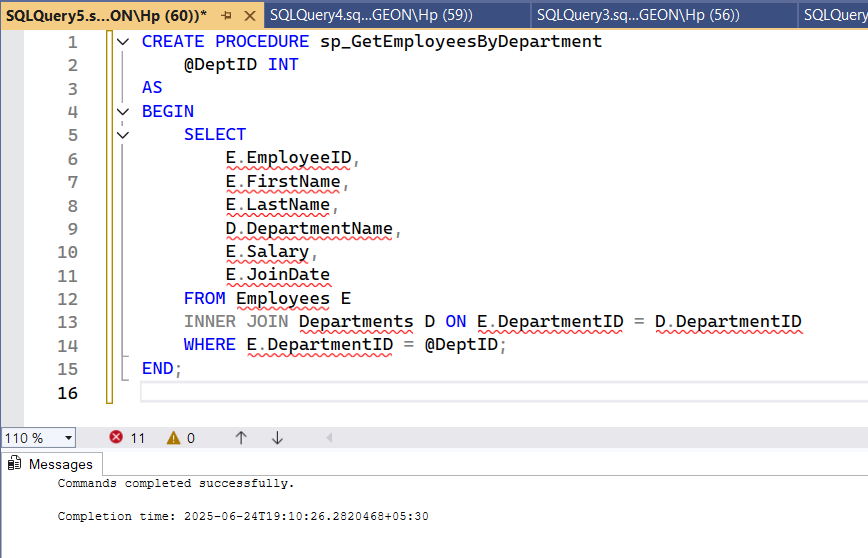 SQLQuery5.s...ON\Hp (60))* SQLQuery4.sq...GEON\Hp (59)) SQLQuery3.sq...GEON\Hp (56)) SQLQuery
1 CREATE PROCEDURE sp_GetEmployeesByDepartment
2 @DeptID INT
3 AS
4 BEGIN
5 SELECT
6 E.EmployeeID,
7 E.FirstName,
8 E.LastName,
9 D.DepartmentName,
10 E.Salary,
11 E.JoinDate
12 FROM Employees E
13 INNER JOIN Departments D ON E.DepartmentID = D.DepartmentID
14 WHERE E.DepartmentID = @DeptID;
15 END;
16
110 % 11 0
Messages
Commands completed successfully.
Completion time: 2025-06-24T19:10:26.2820468+05:30